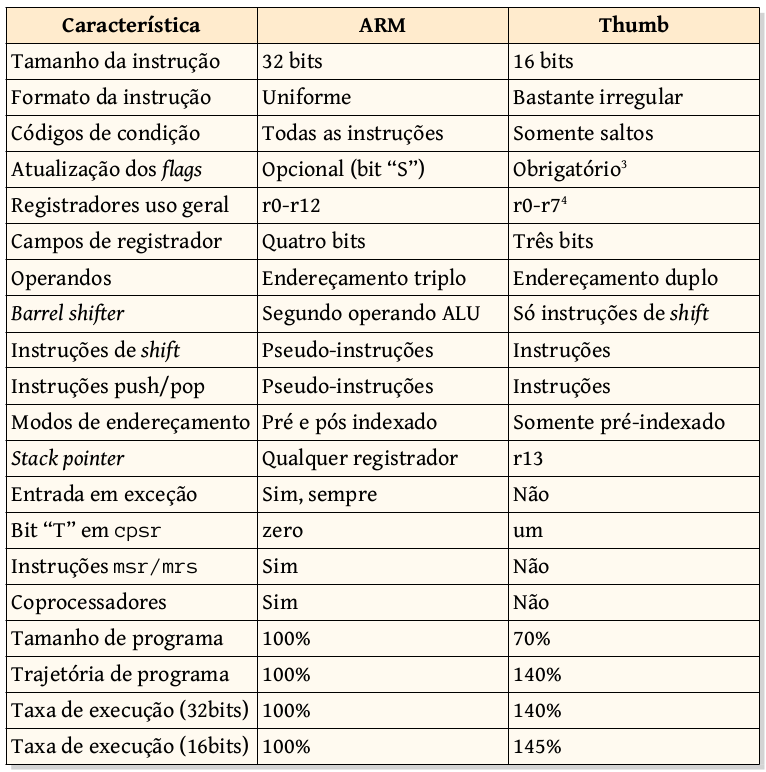 Característica ARM Thumb
Tamanho da instrução 32 bits 16 bits
Formato da instrução Uniforme Bastante irregular
Códigos de condição Todas as instruções Somente saltos
Atualização dos flags Opcional (bit “S”) Obrigatório³
Registradores uso geral r0-r12 r0-r7⁴
Campos de registrador Quatro bits Três bits
Operandos Endereçamento triplo Endereçamento duplo
Barrel shifter Segundo operando ALU Só instruções de shift
Instruções de shift Pseudo-instruções Instruções
Instruções push/pop Pseudo-instruções Instruções
Modos de endereçamento Pré e pós indexado Somente pré-indexado
Stack pointer Qualquer registrador r13
Entrada em exceção Sim, sempre Não
Bit “T” em cpsr zero um
Instruções msr/mrs Sim Não
Coprocessadores Sim Não
Tamanho de programa 100% 70%
Trajetória de programa 100% 140%
Taxa de execução (32bits) 100% 140%
Taxa de execução (16bits) 100% 145%